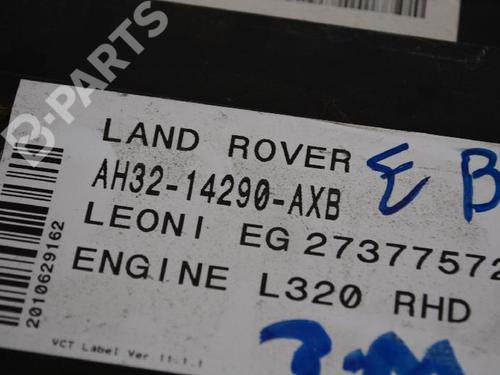 B-PARTS
LAND ROVER
AH32-14290-AXB
E B
LEONI EG 27377572
ENGINE L320 RHD
2010629162
VCT Label Ver 11.1.1